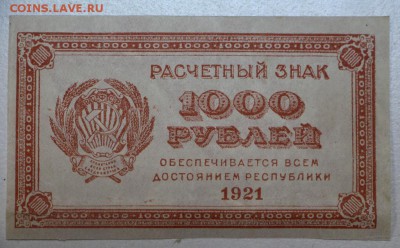 COINS.LAVE.RU
РАСЧЕТНЫЙ ЗНАК
1000
РУБЛЕЙ
ОБЕСПЕЧИВАЕТСЯ ВСЕМ
ДОСТОЯНИЕМ РЕСПУБЛИКИ
1921